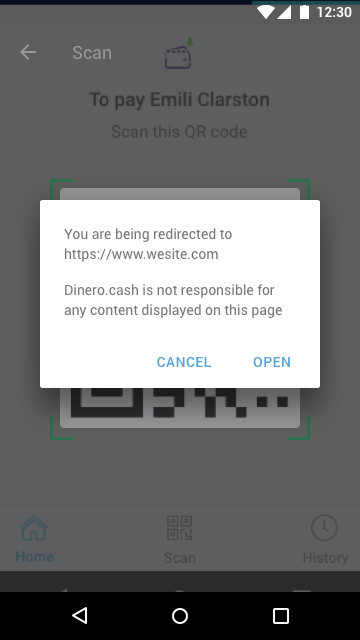 12:30
Scan
To pay Emili Clarston
Scan this QR code
You are being redirected to
https://www.wesite.com
Dinero.cash is not responsible for
any content displayed on this page
CANCEL OPEN
Home Scan History